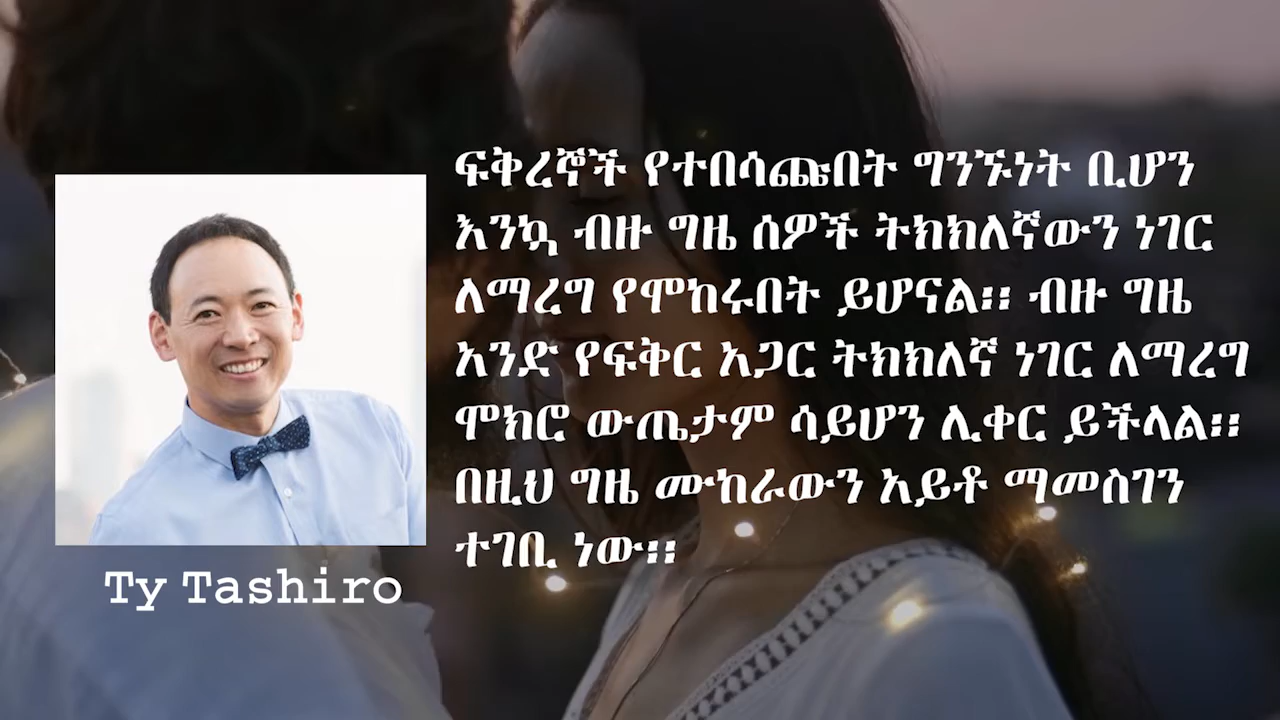 ፍቅረኞች የተበሳጩበት ግንኙነት ቢሆን
እንኳ ብዙ ግዜ ሰዎች ትክክለኛውን ነገር
ለማረግ የሞከሩበት ይሆናል፡፡ ብዙ ግዜ
አንድ የፍቅር አጋር ትክክለኛ ነገር ለማረግ
ሞክሮ ውጤታም ሳይሆን ሊቀር ይችላል፡፡
በዚህ ግዜ ሙከራውን አይቶ ማመስገን
ተገቢ ነው፡፡
Ty Tashiro